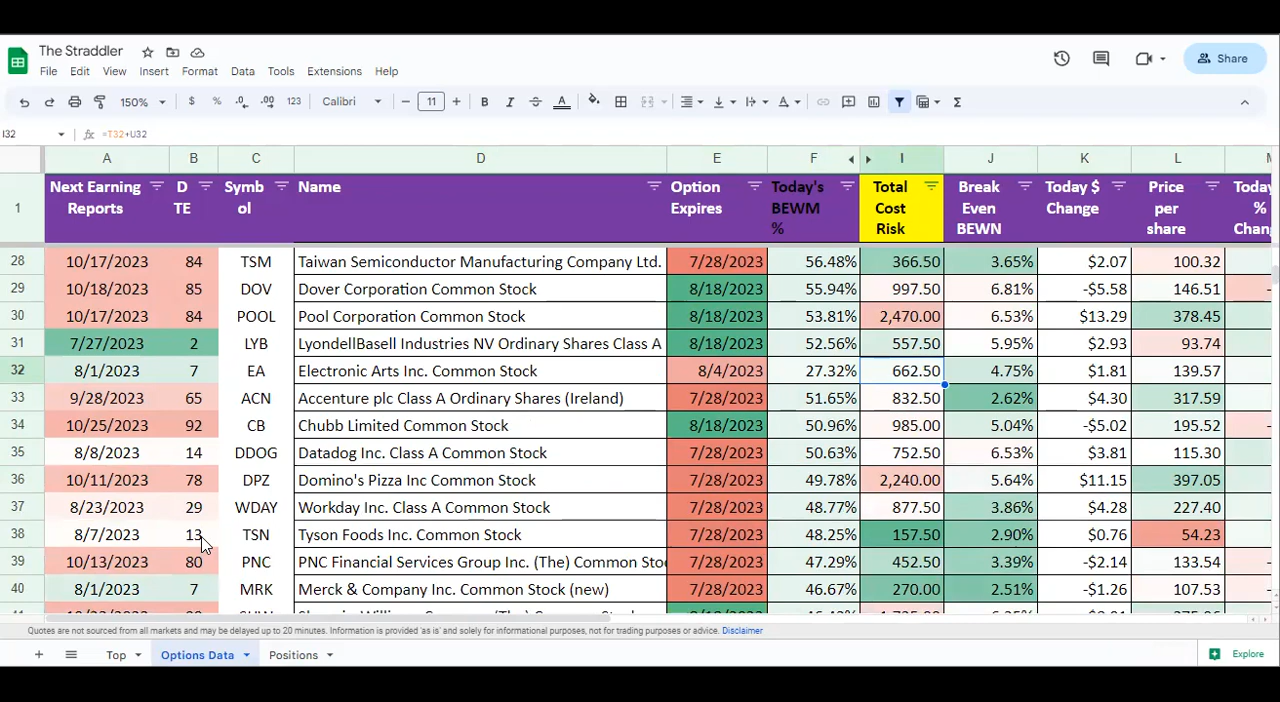 The Straddler
File Edit View Insert Format Data Tools Extensions Help
Share
150% $ % .0 .00 123 Calibri 11 B I A
I32 fx =T32+U32
A B C D E F I J K L M
1 Next Earning Reports D TE Symb ol Name Option Expires Today's BEWM % Total Cost Risk Break Even BEWN Today $ Change Price per share Today % Chang
28 10/17/2023 84 TSM Taiwan Semiconductor Manufacturing Company Ltd. 7/28/2023 56.48% 366.50 3.65% $2.07 100.32
29 10/18/2023 85 DOV Dover Corporation Common Stock 8/18/2023 55.94% 997.50 6.81% -$5.58 146.51 -
30 10/17/2023 84 POOL Pool Corporation Common Stock 8/18/2023 53.81% 2,470.00 6.53% $13.29 378.45
31 7/27/2023 2 LYB LyondellBasell Industries NV Ordinary Shares Class A 8/18/2023 52.56% 557.50 5.95% $2.93 93.74
32 8/1/2023 7 EA Electronic Arts Inc. Common Stock 8/4/2023 27.32% 662.50 4.75% $1.81 139.57
33 9/28/2023 65 ACN Accenture plc Class A Ordinary Shares (Ireland) 7/28/2023 51.65% 832.50 2.62% $4.30 317.59
34 10/25/2023 92 CB Chubb Limited Common Stock 8/18/2023 50.96% 985.00 5.04% -$5.02 195.52 -
35 8/8/2023 14 DDOG Datadog Inc. Class A Common Stock 7/28/2023 50.63% 752.50 6.53% $3.81 115.30
36 10/11/2023 78 DPZ Domino's Pizza Inc Common Stock 7/28/2023 49.78% 2,240.00 5.64% $11.15 397.05
37 8/23/2023 29 WDAY Workday Inc. Class A Common Stock 7/28/2023 48.77% 877.50 3.86% $2.08 227.40
38 8/7/2023 13 TSN Tyson Foods Inc. Common Stock 7/28/2023 48.25% 157.50 2.90% $0.76 54.23
39 10/13/2023 80 PNC PNC Financial Services Group Inc. (The) Common Sto 7/28/2023 47.29% 452.50 3.39% -$2.14 133.54 -
40 8/1/2023 7 MRK Merck & Company Inc. Common Stock (new) 7/28/2023 46.67% 270.00 2.51% -$1.26 107.53 -
Quotes are not sourced from all markets and may be delayed up to 20 minutes. Information is provided 'as is' and solely for informational purposes, not for trading purposes or advice. Disclaimer
Top Options Data Positions Explore